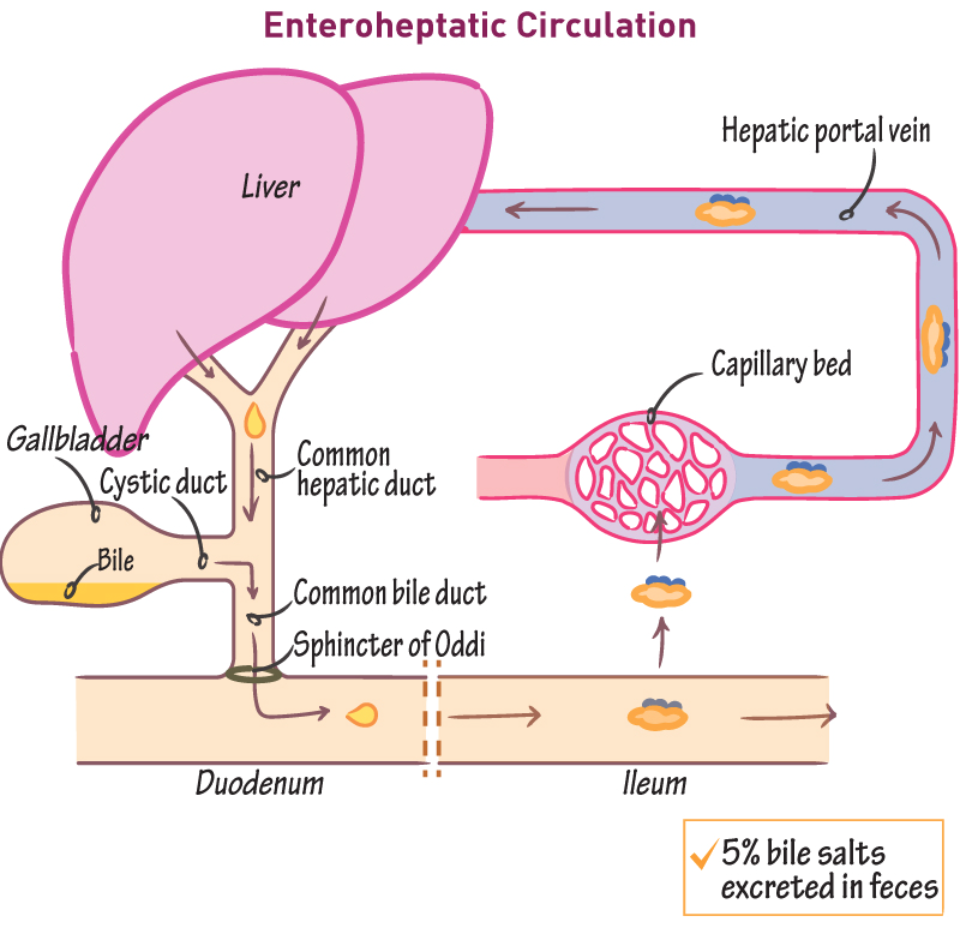 Enteroheptatic Circulation
Hepatic portal vein
Liver
Capillary bed
Gallbladder
Cystic duct
Common
hepatic duct
Bile
Common bile duct
Sphincter of Oddi
Duodenum
Ileum
5% bile salts
excreted in feces